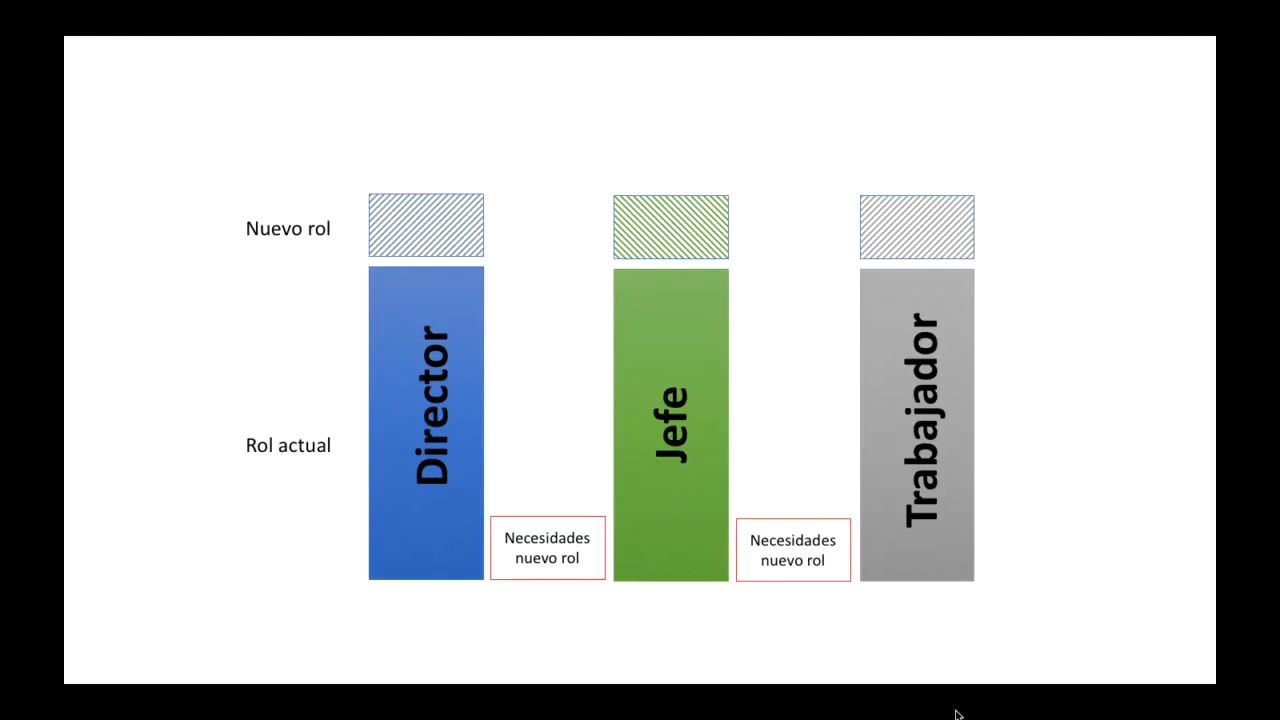 Nuevo rol
Rol actual
Director
Jefe
Trabajador
Necesidades
nuevo rol
Necesidades
nuevo rol